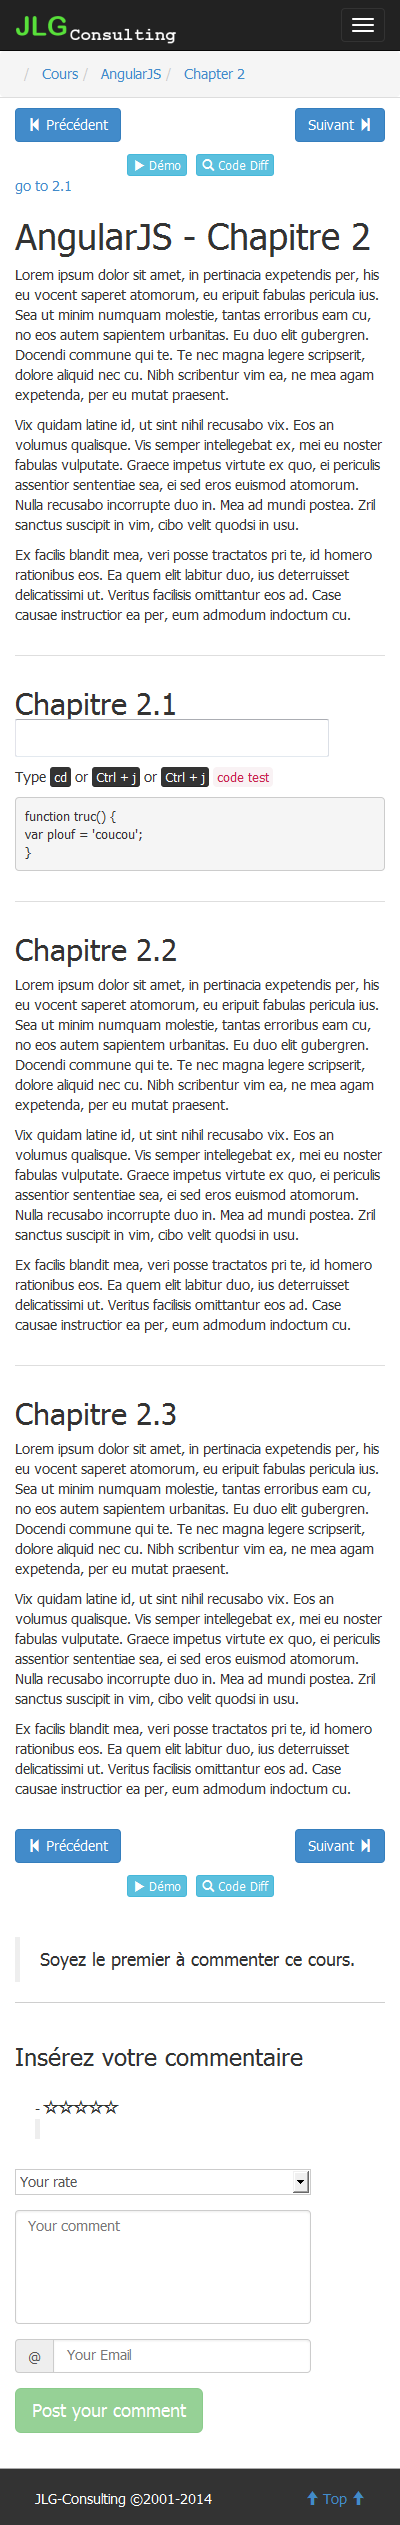 JLG Consulting
/ Cours / AngularJS / Chapter 2
Précédent Suivant
Démo Code Diff
go to 2.1
AngularJS - Chapitre 2
Lorem ipsum dolor sit amet, in pertinacia expetendis per, his
eu vocent saperet atomorum, eu eripuit fabulas pericula ius.
Sea ut minim numquam molestie, tantas erroribus eam cu,
no eos autem sapientem urbanitas. Eu duo elit gubergren.
Docendi commune qui te. Te nec magna legere scripserit,
dolore aliquid nec cu. Nibh scribentur vim ea, ne mea agam
expetenda, per eu mutat praesent.
Vix quidam latine id, ut sint nihil recusabo vix. Eos an
volumus qualisque. Vis semper intellegebat ex, mei eu noster
fabulas vulputate. Graece impetus virtute ex quo, ei periculis
assentior sententiae sea, ei sed eros euismod atomorum.
Nulla recusabo incorrupte duo in. Mea ad mundi postea. Zril
sanctus suscipit in vim, cibo velit quodsi in usu.
Ex facilis blandit mea, veri posse tractatos pri te, id homero
rationibus eos. Ea quem elit labitur duo, ius deterruisset
delicatissimi ut. Veritus facilisis omittantur eos ad. Case
causae instructior ea per, eum admodum indoctum cu.
Chapitre 2.1
Type cd or Ctrl + j or Ctrl + j code test
function truc() {
var plouf = 'coucou';
}
Chapitre 2.2
Lorem ipsum dolor sit amet, in pertinacia expetendis per, his
eu vocent saperet atomorum, eu eripuit fabulas pericula ius.
Sea ut minim numquam molestie, tantas erroribus eam cu,
no eos autem sapientem urbanitas. Eu duo elit gubergren.
Docendi commune qui te. Te nec magna legere scripserit,
dolore aliquid nec cu. Nibh scribentur vim ea, ne mea agam
expetenda, per eu mutat praesent.
Vix quidam latine id, ut sint nihil recusabo vix. Eos an
volumus qualisque. Vis semper intellegebat ex, mei eu noster
fabulas vulputate. Graece impetus virtute ex quo, ei periculis
assentior sententiae sea, ei sed eros euismod atomorum.
Nulla recusabo incorrupte duo in. Mea ad mundi postea. Zril
sanctus suscipit in vim, cibo velit quodsi in usu.
Ex facilis blandit mea, veri posse tractatos pri te, id homero
rationibus eos. Ea quem elit labitur duo, ius deterruisset
delicatissimi ut. Veritus facilisis omittantur eos ad. Case
causae instructior ea per, eum admodum indoctum cu.
Chapitre 2.3
Lorem ipsum dolor sit amet, in pertinacia expetendis per, his
eu vocent saperet atomorum, eu eripuit fabulas pericula ius.
Sea ut minim numquam molestie, tantas erroribus eam cu,
no eos autem sapientem urbanitas. Eu duo elit gubergren.
Docendi commune qui te. Te nec magna legere scripserit,
dolore aliquid nec cu. Nibh scribentur vim ea, ne mea agam
expetenda, per eu mutat praesent.
Vix quidam latine id, ut sint nihil recusabo vix. Eos an
volumus qualisque. Vis semper intellegebat ex, mei eu noster
fabulas vulputate. Graece impetus virtute ex quo, ei periculis
assentior sententiae sea, ei sed eros euismod atomorum.
Nulla recusabo incorrupte duo in. Mea ad mundi postea. Zril
sanctus suscipit in vim, cibo velit quodsi in usu.
Ex facilis blandit mea, veri posse tractatos pri te, id homero
rationibus eos. Ea quem elit labitur duo, ius deterruisset
delicatissimi ut. Veritus facilisis omittantur eos ad. Case
causae instructior ea per, eum admodum indoctum cu.
Précédent Suivant
Démo Code Diff
Soyez le premier à commenter ce cours.
Insérez votre commentaire
- ☆☆☆☆☆
Your rate
Your comment
@ Your Email
Post your comment
JLG-Consulting ©2001-2014 Top